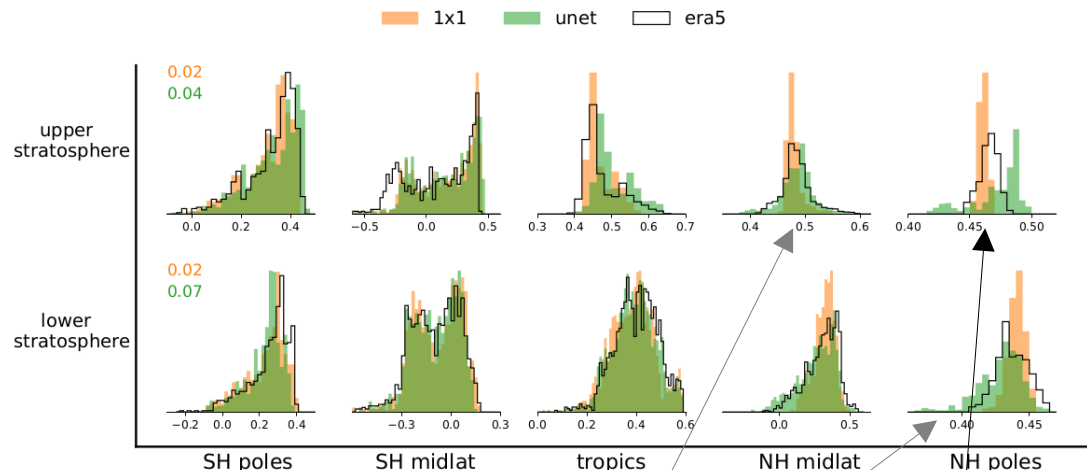 1x1 unet era5
0.02
0.04
upper
stratosphere
0.0 0.2 0.4 −0.5 0.0 0.5 0.3 0.4 0.5 0.6 0.7 0.4 0.5 0.6 0.40 0.45 0.50
0.02
0.07
lower
stratosphere
−0.2 0.0 0.2 0.4 −0.3 0.0 0.1 0.2 0.3 0.4 0.5 0.6 0.0 0.5 0.40 0.45
SH poles SH midlat tropics NH midlat NH poles